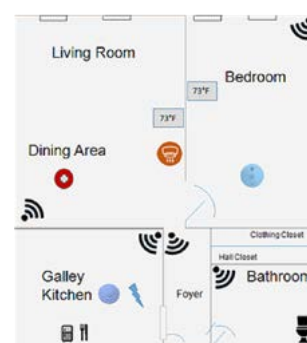 Living Room
Bedroom
73°F
73°F
Dining Area
Clothing Closet
Hall Closet
Galley
Kitchen
Foyer
Bathroom